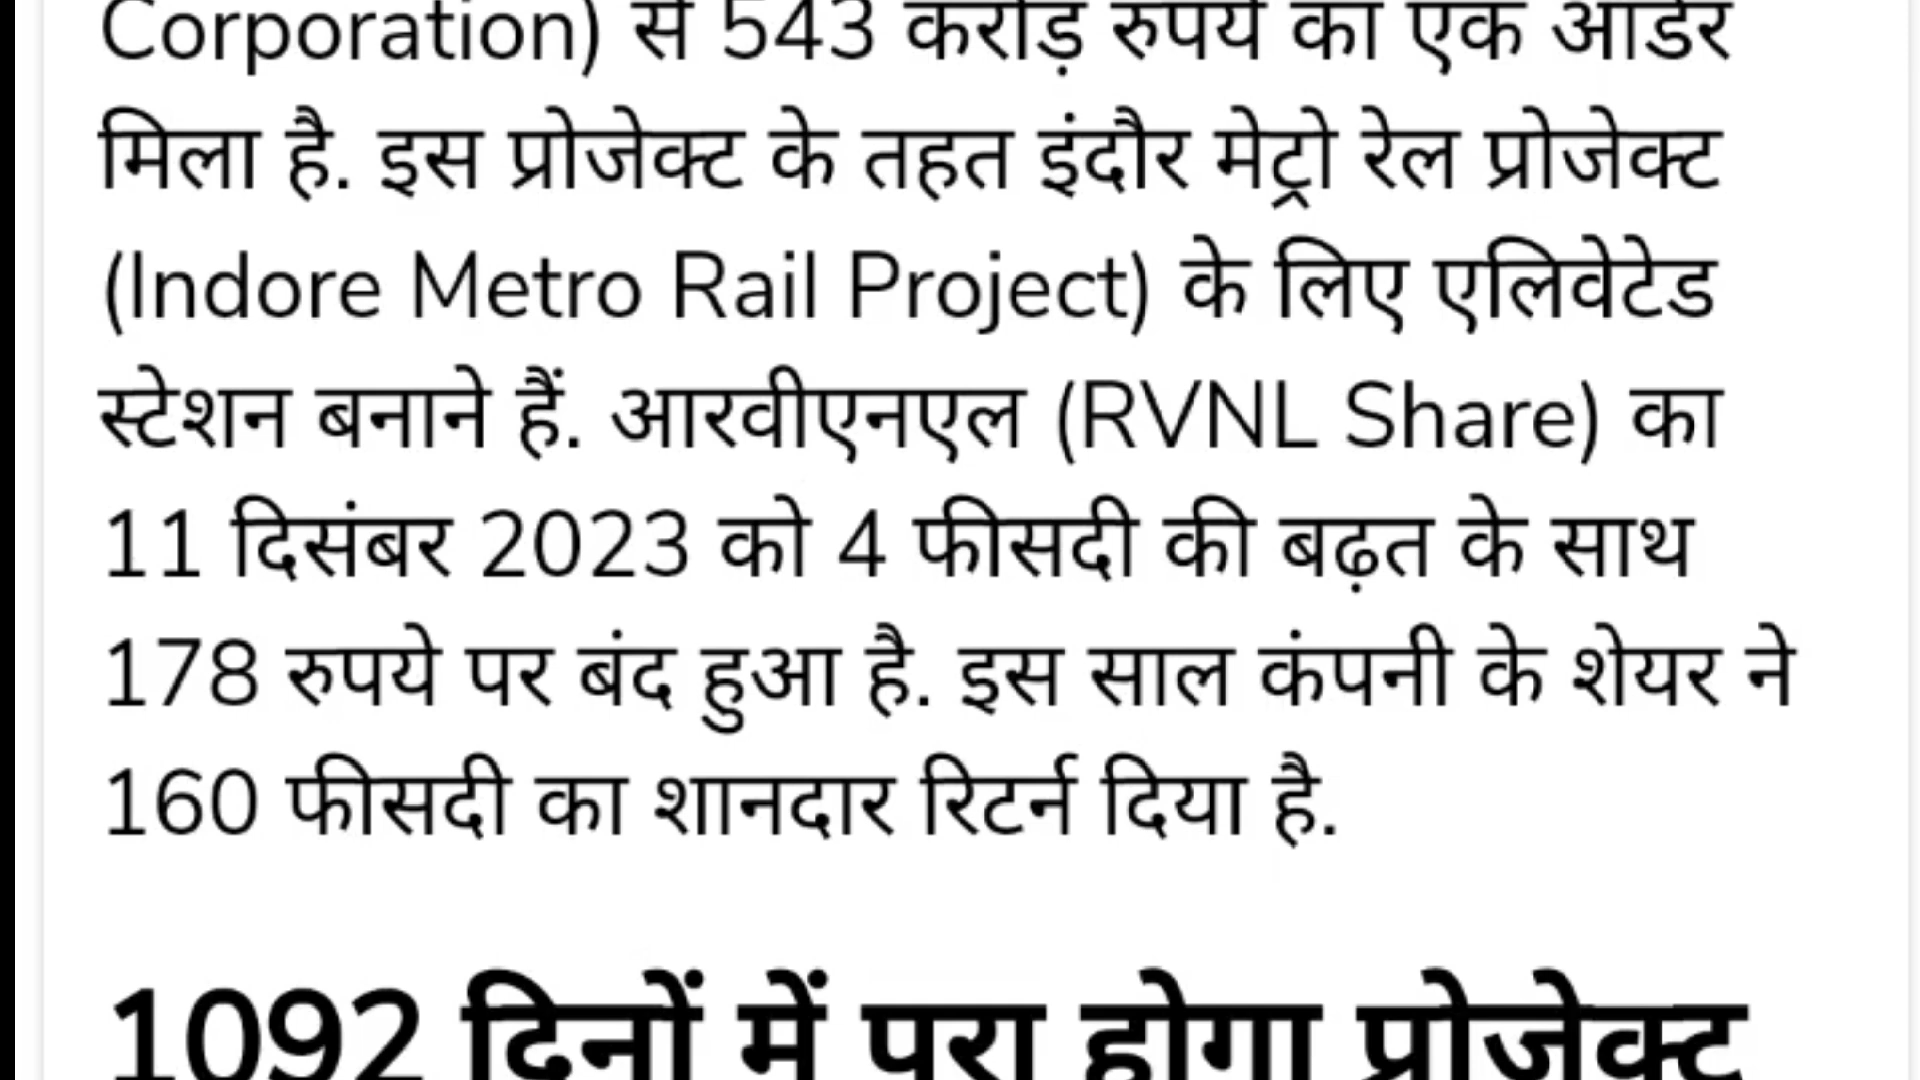 Corporation) से 543 करोड़ रुपये का एक ऑर्डर
मिला है. इस प्रोजेक्ट के तहत इंदौर मेट्रो रेल प्रोजेक्ट
(Indore Metro Rail Project) के लिए एलिवेटेड
स्टेशन बनाने हैं. आरवीएनएल (RVNL Share) का
11 दिसंबर 2023 को 4 फीसदी की बढ़त के साथ
178 रुपये पर बंद हुआ है. इस साल कंपनी के शेयर ने
160 फीसदी का शानदार रिटर्न दिया है.
1092 दिनों में पूरा होगा प्रोजेक्ट